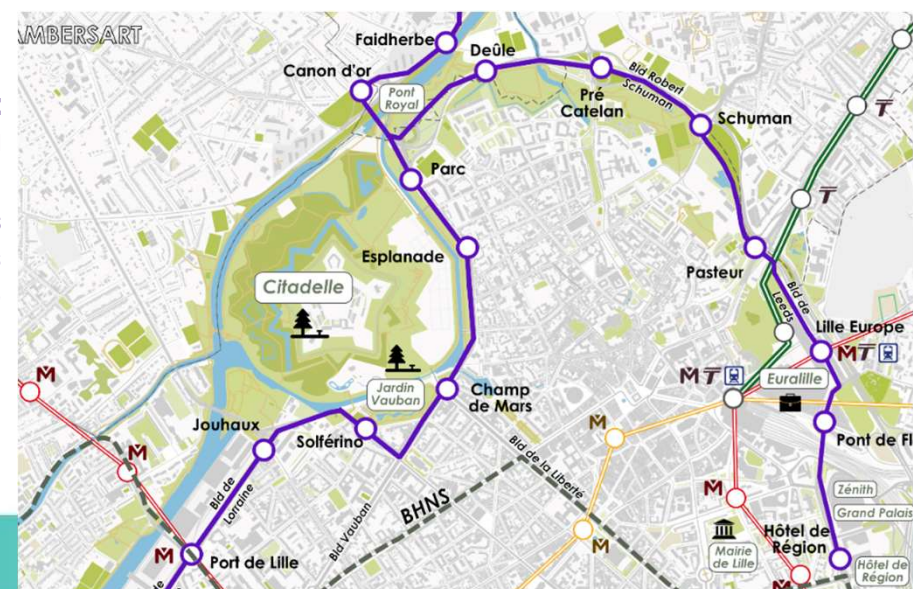 Faidherbe
Canon d'or
Deûle
Pont
Royal
Pré
Catelan
Bld Robert
Schuman
Schuman
T
Parc
T
Esplanade
Pasteur
Citadelle
Bld de
Leeds
Lille Europe
M T
M T
Euralille
M
Jardin
Vauban
Champ
de Mars
Jouhaux
Solférino
M
Pont de Fl
M
Bld de la Liberté
Bld de
Lorraine
Bld Vauban
BHNS
M
Zénith
Grand Palais
Hôtel de
Région
M
Port de Lille
M
Mairie
de Lille
Hôtel de
Région
M